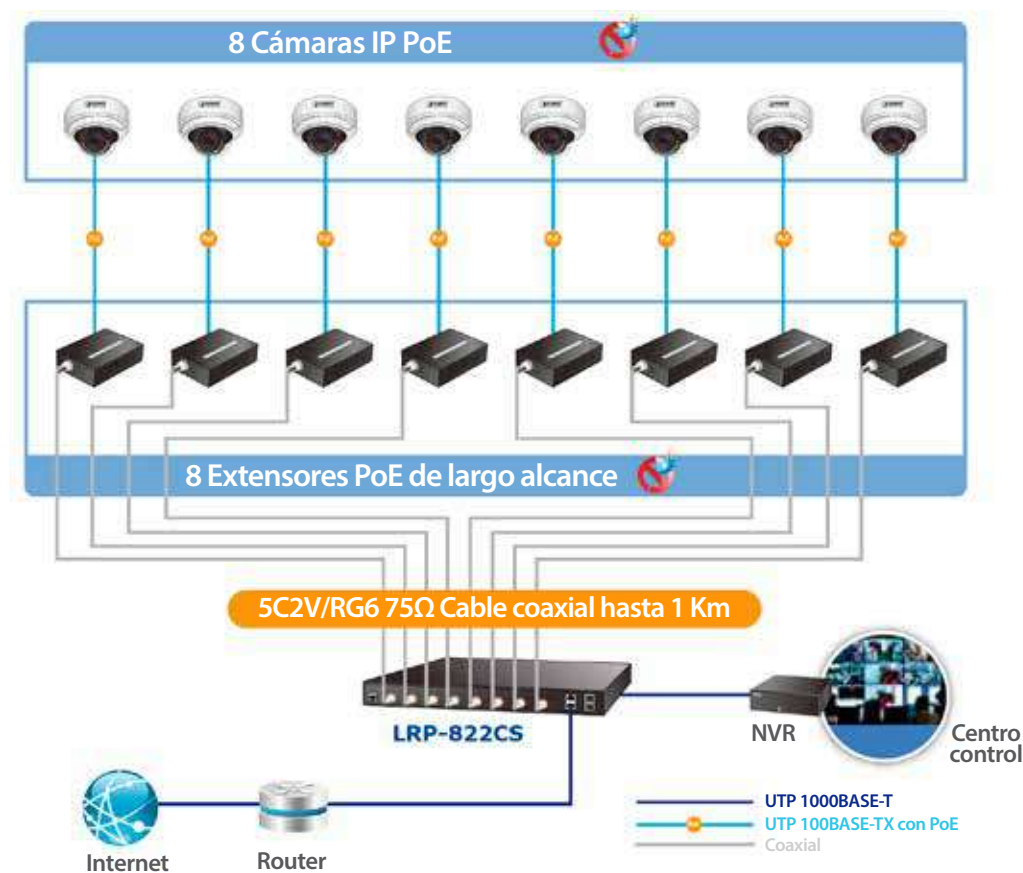 8 Cámaras IP PoE
8 Extensores PoE de largo alcance
5C2V/RG6 75Ω Cable coaxial hasta 1 Km
LRP-822CS
NVR
Centro
control
Internet
Router
UTP 1000BASE-T
UTP 100BASE-TX con PoE
Coaxial